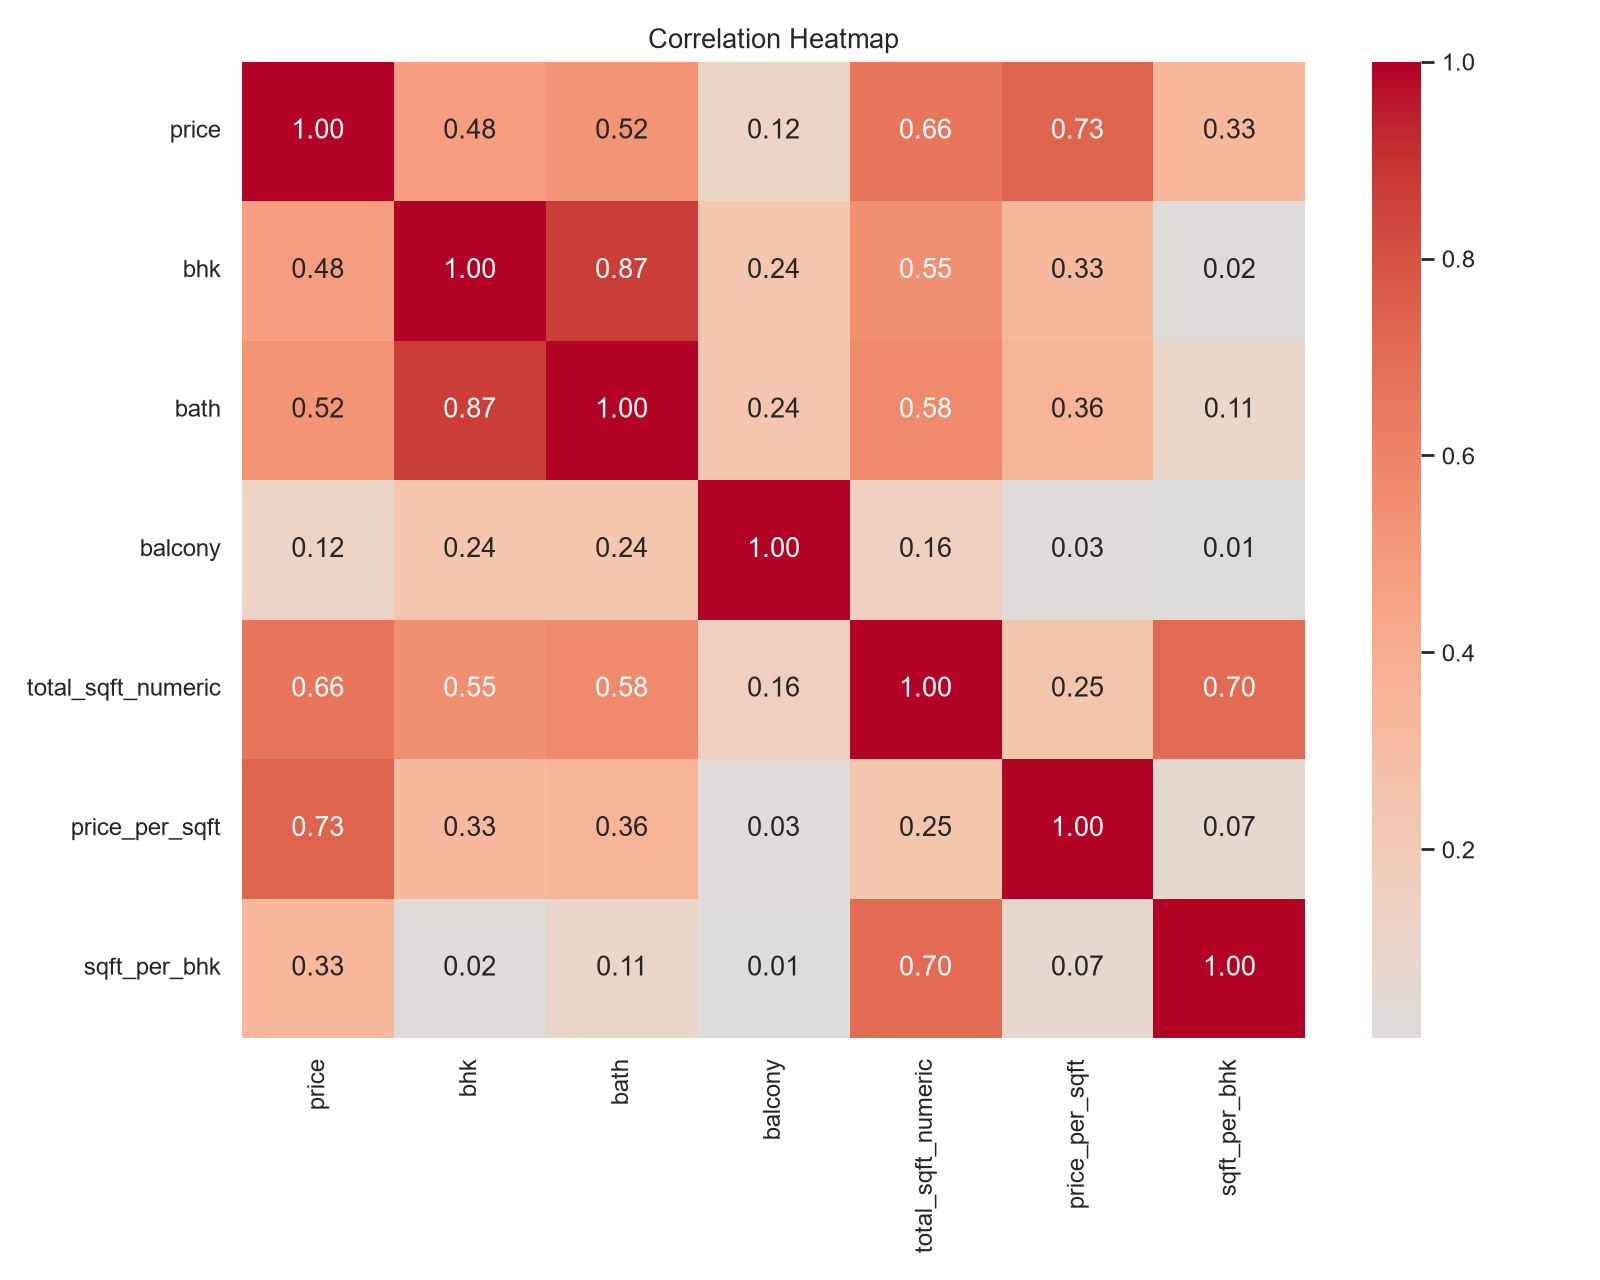 Correlation Heatmap
price 1.00 0.48 0.52 0.12 0.66 0.73 0.33
bhk 0.48 1.00 0.87 0.24 0.55 0.33 0.02
bath 0.52 0.87 1.00 0.24 0.58 0.36 0.11
balcony 0.12 0.24 0.24 1.00 0.16 0.03 0.01
total_sqft_numeric 0.66 0.55 0.58 0.16 1.00 0.25 0.70
price_per_sqft 0.73 0.33 0.36 0.03 0.25 1.00 0.07
sqft_per_bhk 0.33 0.02 0.11 0.01 0.70 0.07 1.00
price
bhk
bath
balcony
total_sqft_numeric
price_per_sqft
sqft_per_bhk
1.0
0.8
0.6
0.4
0.2